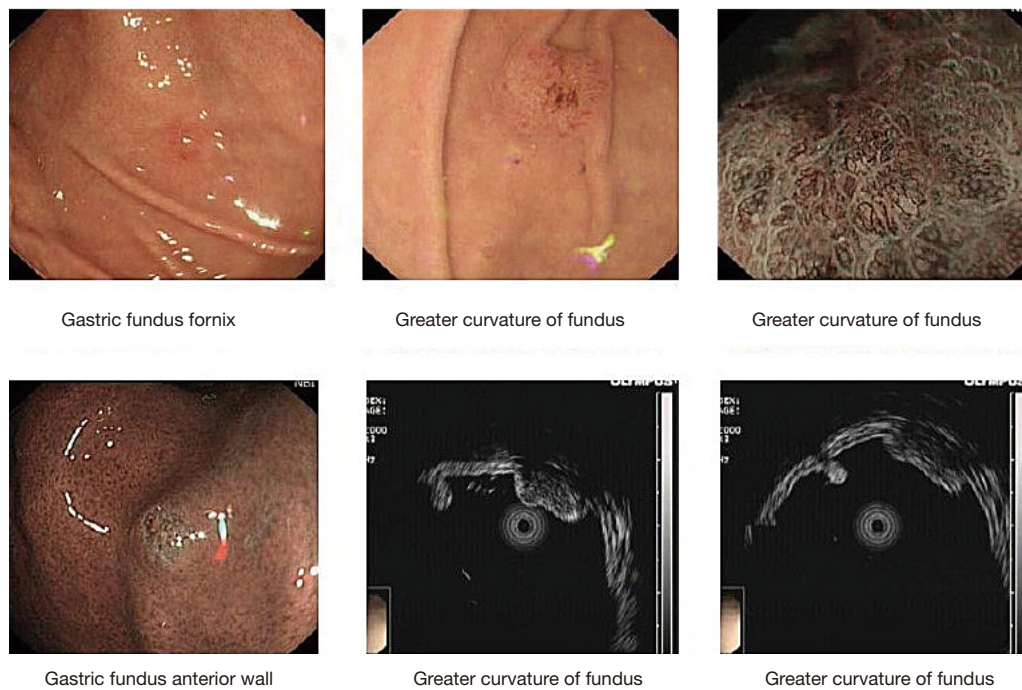 Gastric fundus fornix
Greater curvature of fundus
Greater curvature of fundus
NBI
OLYMPUS
OLYMPUS
Gastric fundus anterior wall
Greater curvature of fundus
Greater curvature of fundus